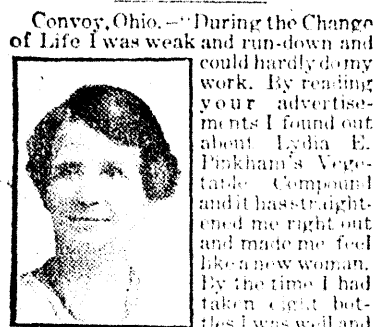 Convoy, Ohio.—"During the Change
of Life I was weak and run-down and
could hardly do my
work. By reading
your advertise-
ments I found out
about Lydia E.
Pinkham's Vege-
table Compound
and it has straight-
ened me right out
and made me feel
like a new woman.
By the time I had
taken eight bot-
tles I was well and